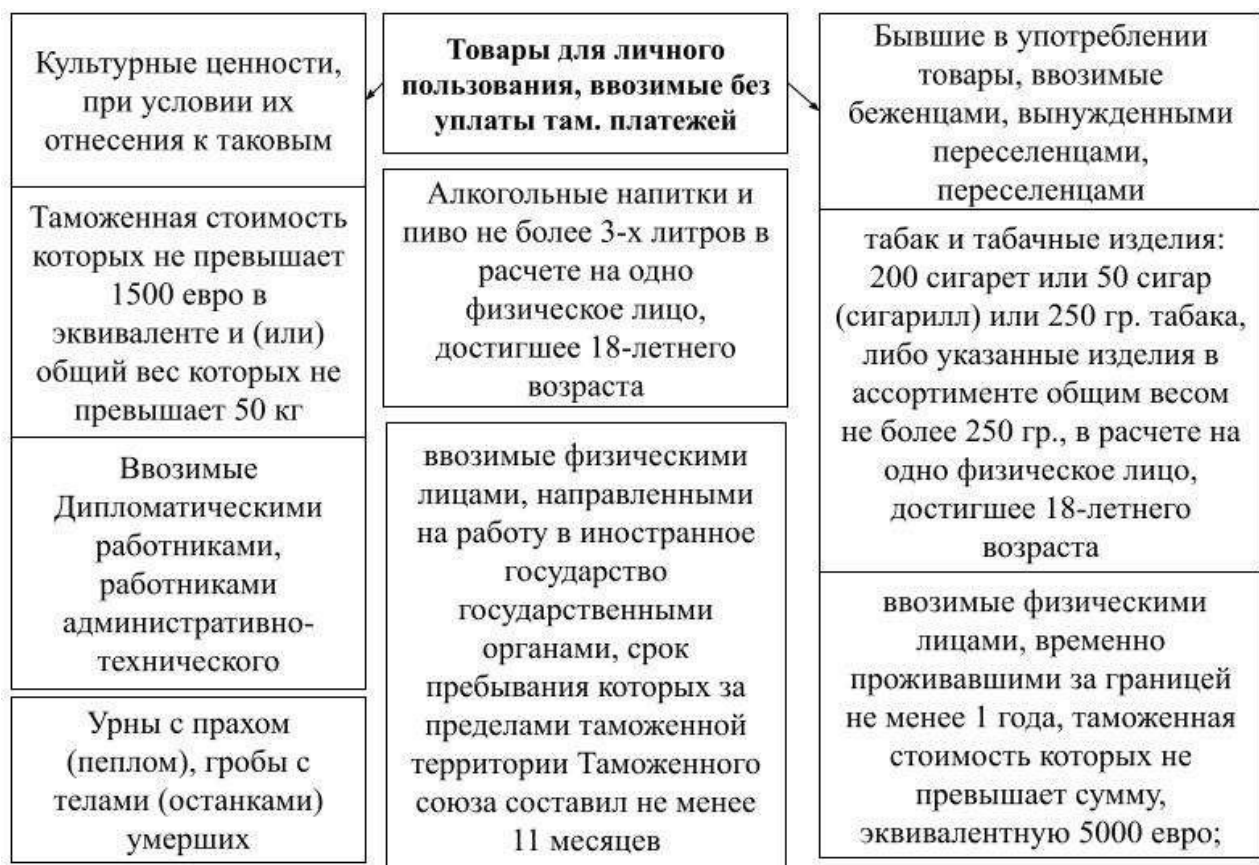 Культурные ценности,
при условии их
отнесения к таковым
Таможенная стоимость
которых не превышает
1500 евро в
эквиваленте и (или)
общий вес которых не
превышает 50 кг
Ввозимые
Дипломатическими
работниками,
работниками
административно-
технического
Урны с прахом
(пеплом), гробы с
телами (останками)
умерших
Товары для личного
пользования, ввозимые без
уплаты там. платежей
Алкогольные напитки и
пиво не более 3-х литров в
расчете на одно
физическое лицо,
достигшее 18-летнего
возраста
ввозимые физическими
лицами, направленными
на работу в иностранное
государство
государственными
органами, срок
пребывания которых за
пределами таможенной
территории Таможенного
союза составил не менее
11 месяцев
Бывшие в употреблении
товары, ввозимые
беженцами, вынужденными
переселенцами,
переселенцами
табак и табачные изделия:
200 сигарет или 50 сигар
(сигарилл) или 250 гр. табака,
либо указанные изделия в
ассортименте общим весом
не более 250 гр., в расчете на
одно физическое лицо,
достигшее 18-летнего
возраста
ввозимые физическими
лицами, временно
проживавшими за границей
не менее 1 года, таможенная
стоимость которых не
превышает сумму,
эквивалентную 5000 евро;